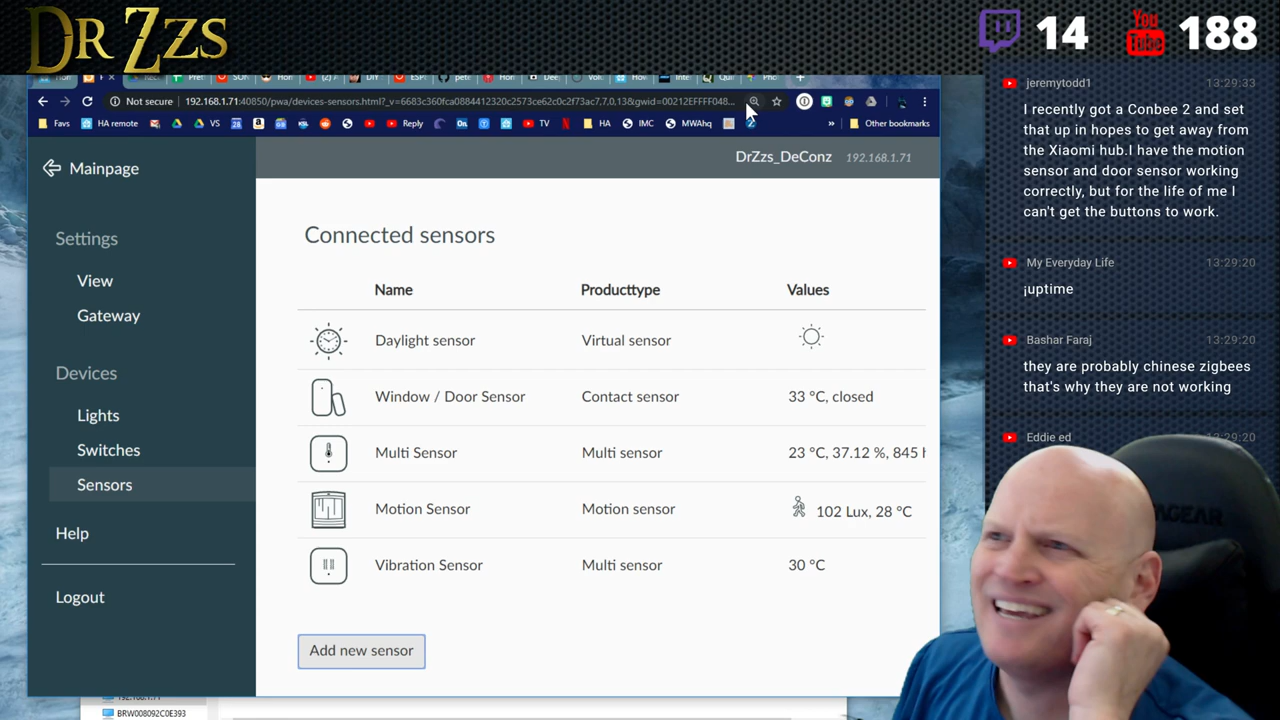 DR ZZS
14
You
Tube
188
Not secure
192.168.1.71:40850/pwa/devices-sensors.html?_v=6683c360fca0884412320c2573ce62c0c2f73ac7,7,0,13&gwid=00212EFFFF048...
Favs
HA remote
VS
Reply
TV
HA
IMC
MWAhq
»
Other bookmarks
Mainpage
DrZzs_DeConz
192.168.1.71
Settings
View
Gateway
Devices
Lights
Switches
Sensors
Help
Logout
Connected sensors
Name
Producttype
Values
Daylight sensor
Virtual sensor
Window / Door Sensor
Contact sensor
33 °C, closed
Multi Sensor
Multi sensor
23 °C, 37.12 %, 845
Motion Sensor
Motion sensor
102 Lux, 28 °C
Vibration Sensor
Multi sensor
30 °C
Add new sensor
BRW008092C0E393
jeremytodd1
13:29:33
I recently got a Conbee 2 and set
that up in hopes to get away from
the Xiaomi hub.I have the motion
sensor and door sensor working
correctly, but for the life of me I
can't get the buttons to work.
My Everyday Life
13:29:20
¡uptime
Bashar Faraj
13:29:20
they are probably chinese zigbees
that's why they are not working
Eddie ed
13:29:20